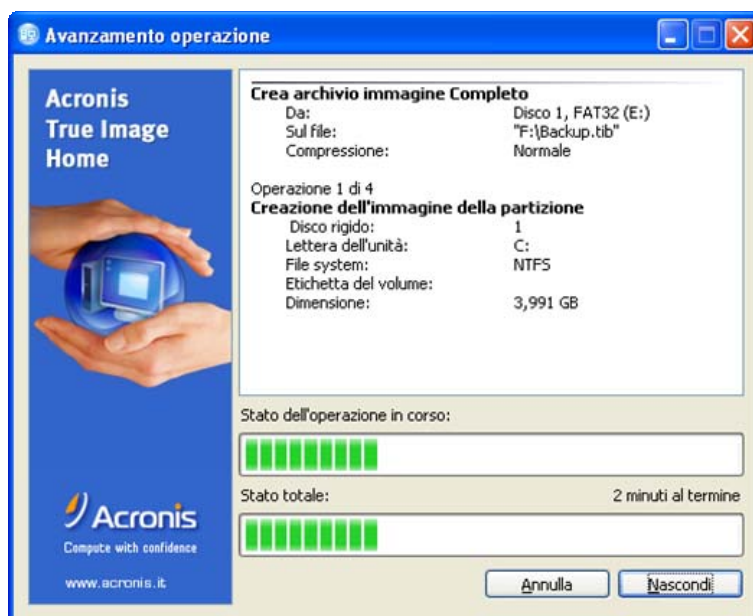 Avanzamento operazione
Acronis
True Image
Home
Crea archivio immagine Completo
Da: Disco 1, FAT32 (E:)
Sul file: "F:\Backup.tib"
Compressione: Normale
Operazione 1 di 4
Creazione dell'immagine della partizione
Disco rigido: 1
Lettera dell'unità: C:
File system: NTFS
Etichetta del volume:
Dimensione: 3,991 GB
Stato dell'operazione in corso:
Stato totale: 2 minuti al termine
Acronis
Compute with confidence
www.acronis.it
Annulla Nascondi